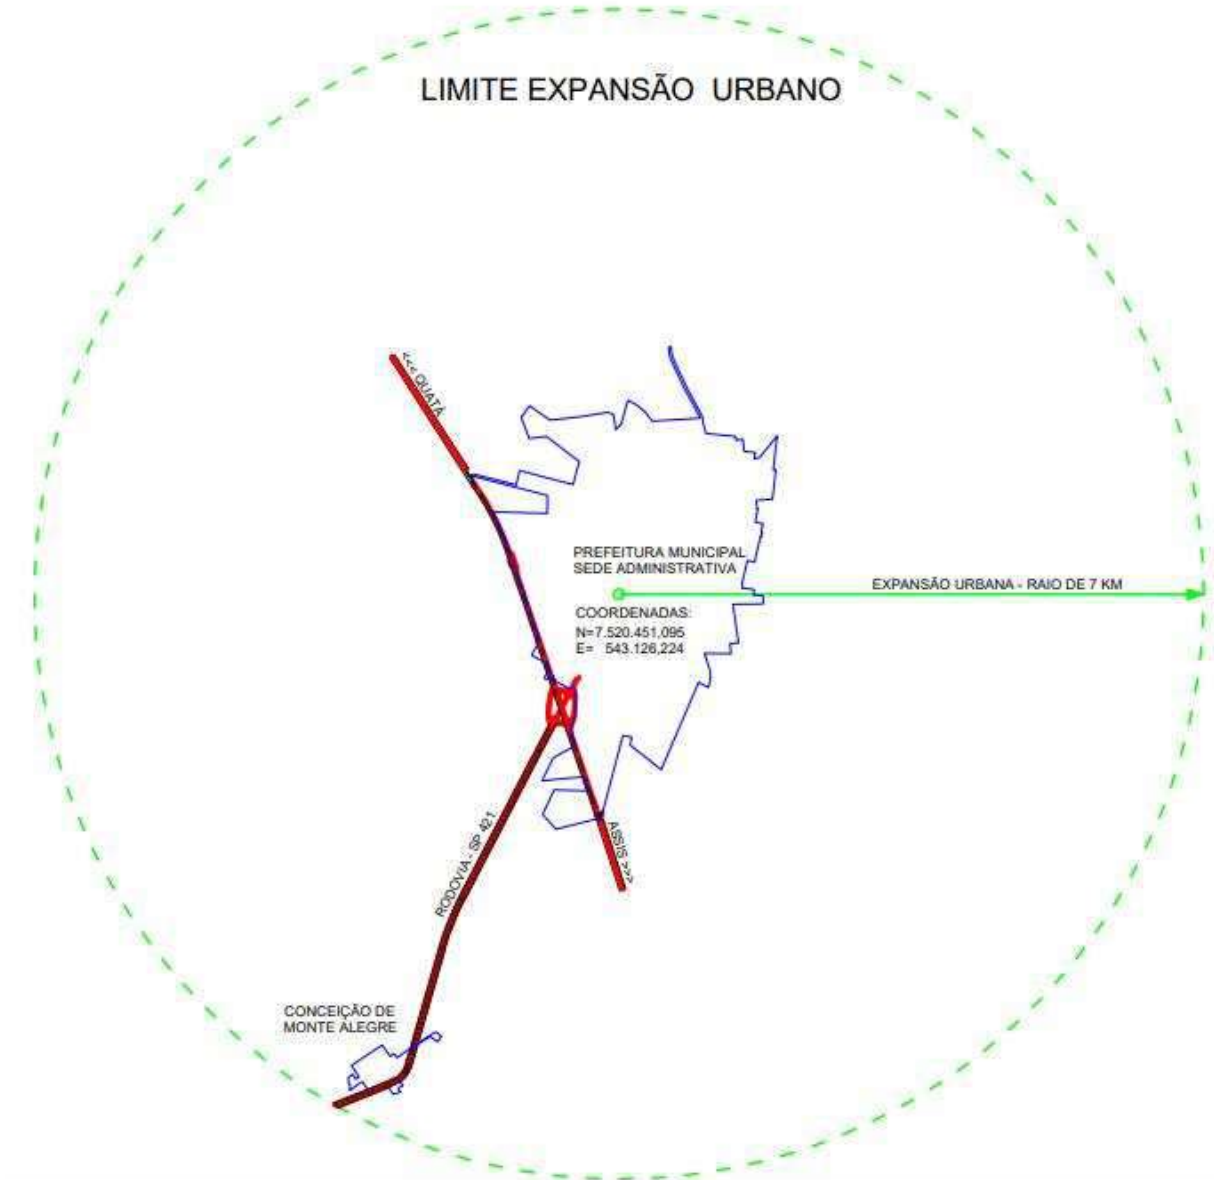 LIMITE EXPANSÃO URBANO
<<< QUATÁ
PREFEITURA MUNICIPAL
SEDE ADMINISTRATIVA
EXPANSÃO URBANA - RAIO DE 7 KM
COORDENADAS:
N=7.520.451,095
E= 543.126,224
RODOVIA - SP 421
ASSIS >>>
CONCEIÇÃO DE
MONTE ALEGRE